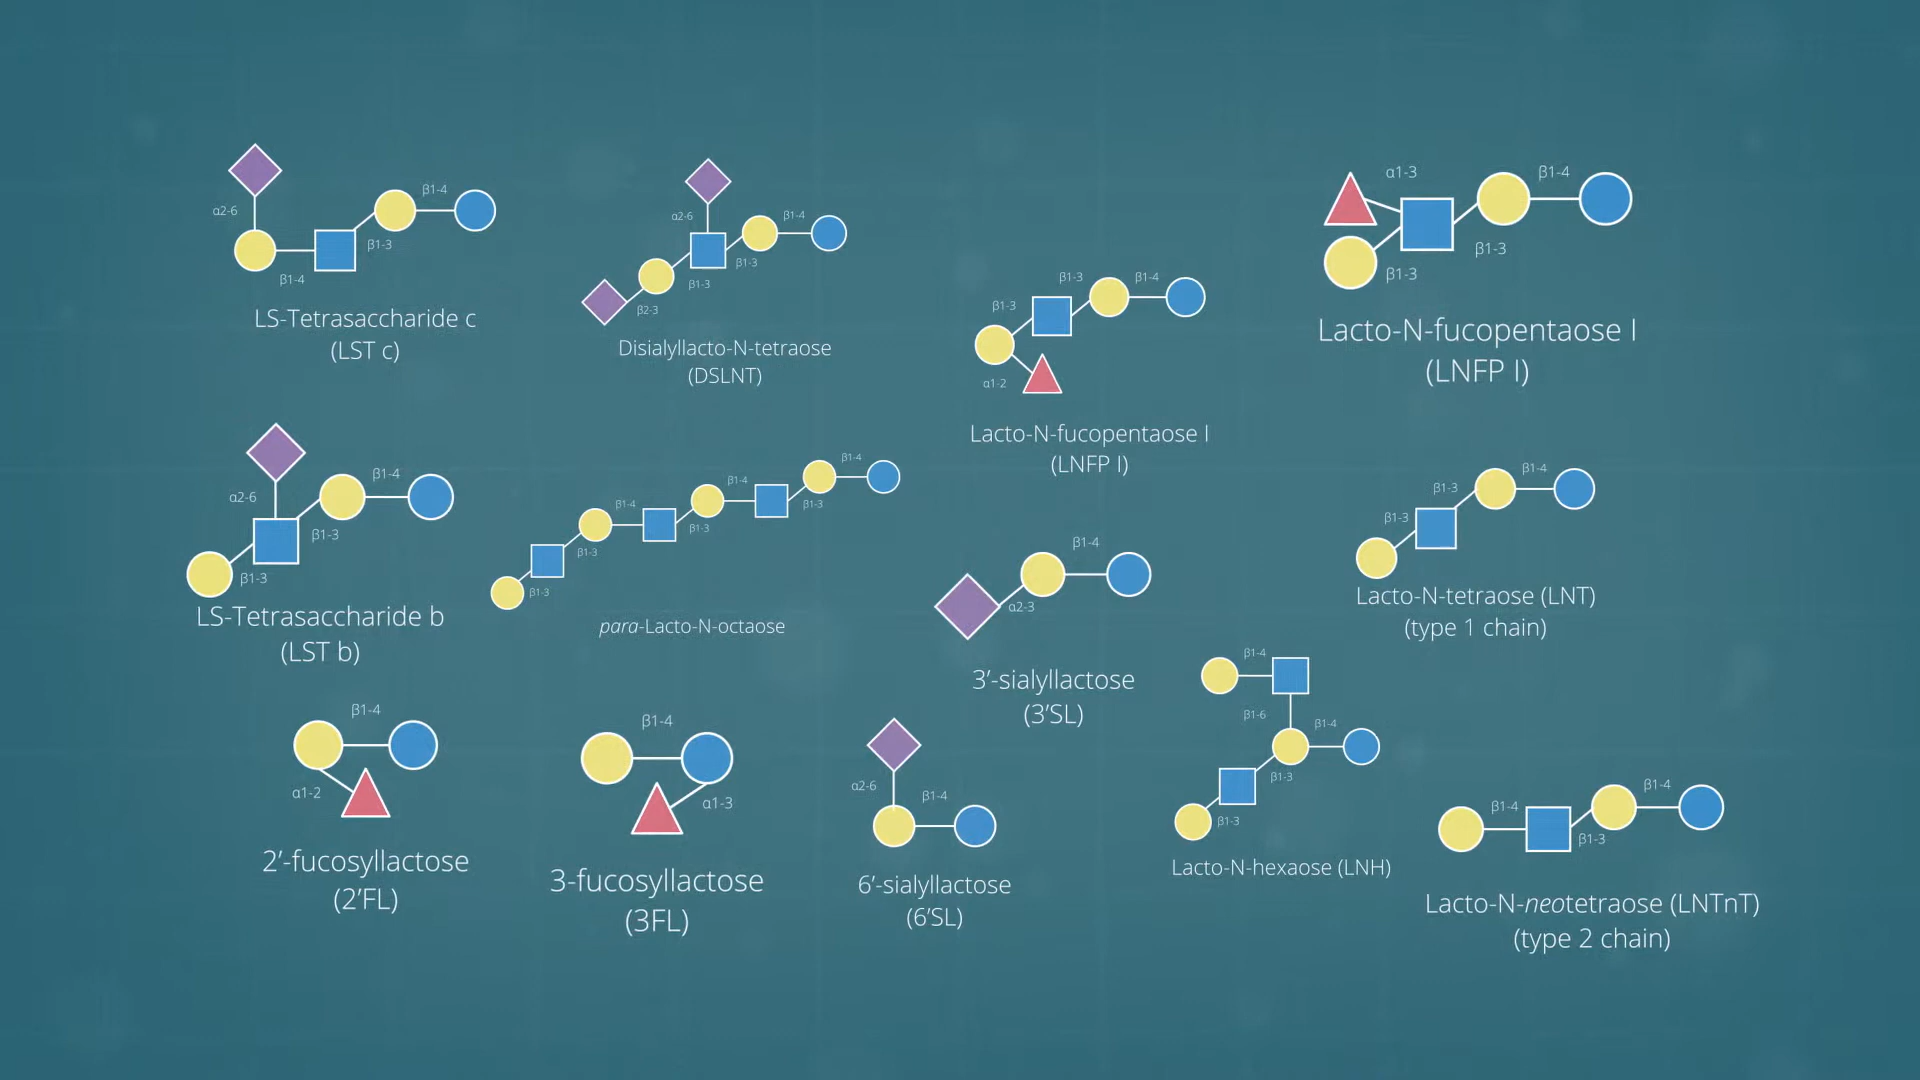 α2-6
β1-4
β1-3
β1-4
LS-Tetrasaccharide c
(LST c)
α2-6
β1-4
β1-3
β1-3
β2-3
Disialyllacto-N-tetraose
(DSLNT)
β1-3
β1-4
β1-3
α1-2
Lacto-N-fucopentaose I
(LNFP I)
α1-3
β1-4
β1-3
β1-3
Lacto-N-fucopentaose I
(LNFP I)
β1-4
α2-6
β1-3
β1-3
LS-Tetrasaccharide b
(LST b)
β1-4
β1-3
β1-4
β1-3
β1-4
β1-3
β1-3
para-Lacto-N-octaose
β1-4
α2-3
3’-sialyllactose
(3’SL)
β1-4
β1-3
β1-3
Lacto-N-tetraose (LNT)
(type 1 chain)
β1-4
α1-2
2’-fucosyllactose
(2’FL)
β1-4
α1-3
3-fucosyllactose
(3FL)
α2-6
β1-4
6’-sialyllactose
(6’SL)
β1-4
β1-6
β1-4
β1-3
β1-3
Lacto-N-hexaose (LNH)
β1-4
β1-4
β1-3
Lacto-N-neotetraose (LNTnT)
(type 2 chain)